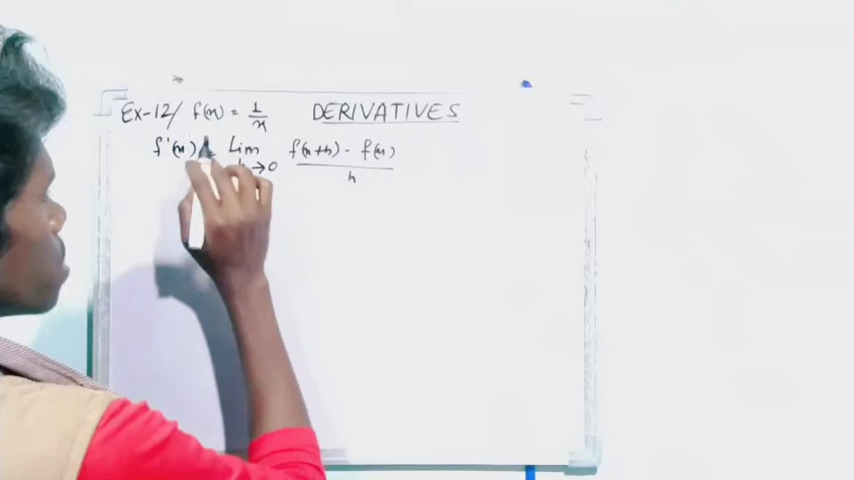 Ex-12/ f(x) = 1/x DERIVATIVES
f'(x) = Lim h→0 f(x+h) - f(x) / h